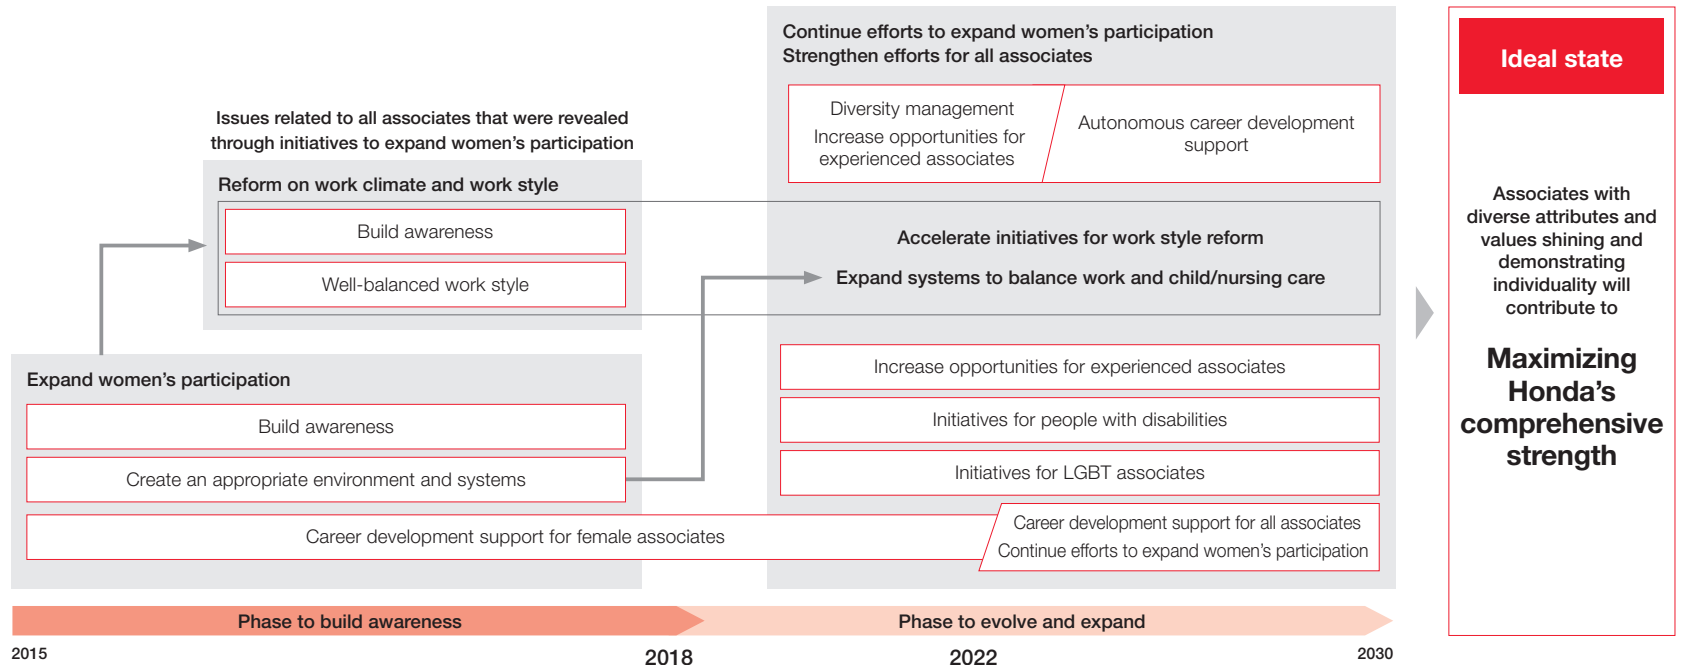 Issues related to all associates that were revealed
through initiatives to expand women’s participation
Reform on work climate and work style
Build awareness
Well-balanced work style
Expand women’s participation
Build awareness
Create an appropriate environment and systems
Career development support for female associates
Continue efforts to expand women’s participation
Strengthen efforts for all associates
Diversity management
Increase opportunities for
experienced associates
Autonomous career development
support
Accelerate initiatives for work style reform
Expand systems to balance work and child/nursing care
Increase opportunities for experienced associates
Initiatives for people with disabilities
Initiatives for LGBT associates
Career development support for all associates
Continue efforts to expand women’s participation
Phase to build awareness
Phase to evolve and expand
2015
2018
2022
2030
Ideal state
Associates with
diverse attributes and
values shining and
demonstrating
individuality will
contribute to
Maximizing
Honda’s
comprehensive
strength